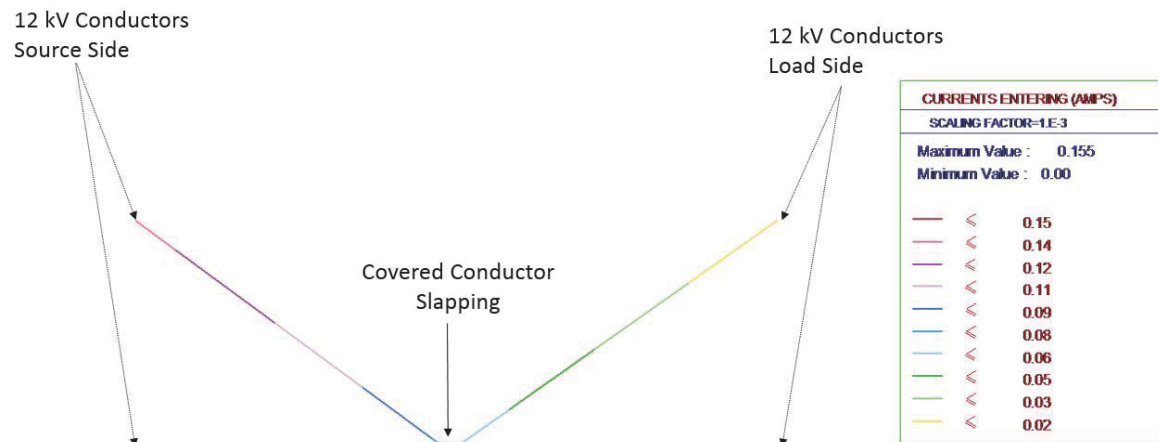 12 kV Conductors
Source Side
12 kV Conductors
Load Side
Covered Conductor
Slapping
CURRENTS ENTERING (AMPS)
SCALING FACTOR=1.E-3
Maximum Value : 0.155
Minimum Value : 0.00
≤ 0.15
≤ 0.14
≤ 0.12
≤ 0.11
≤ 0.09
≤ 0.08
≤ 0.06
≤ 0.05
≤ 0.03
≤ 0.02